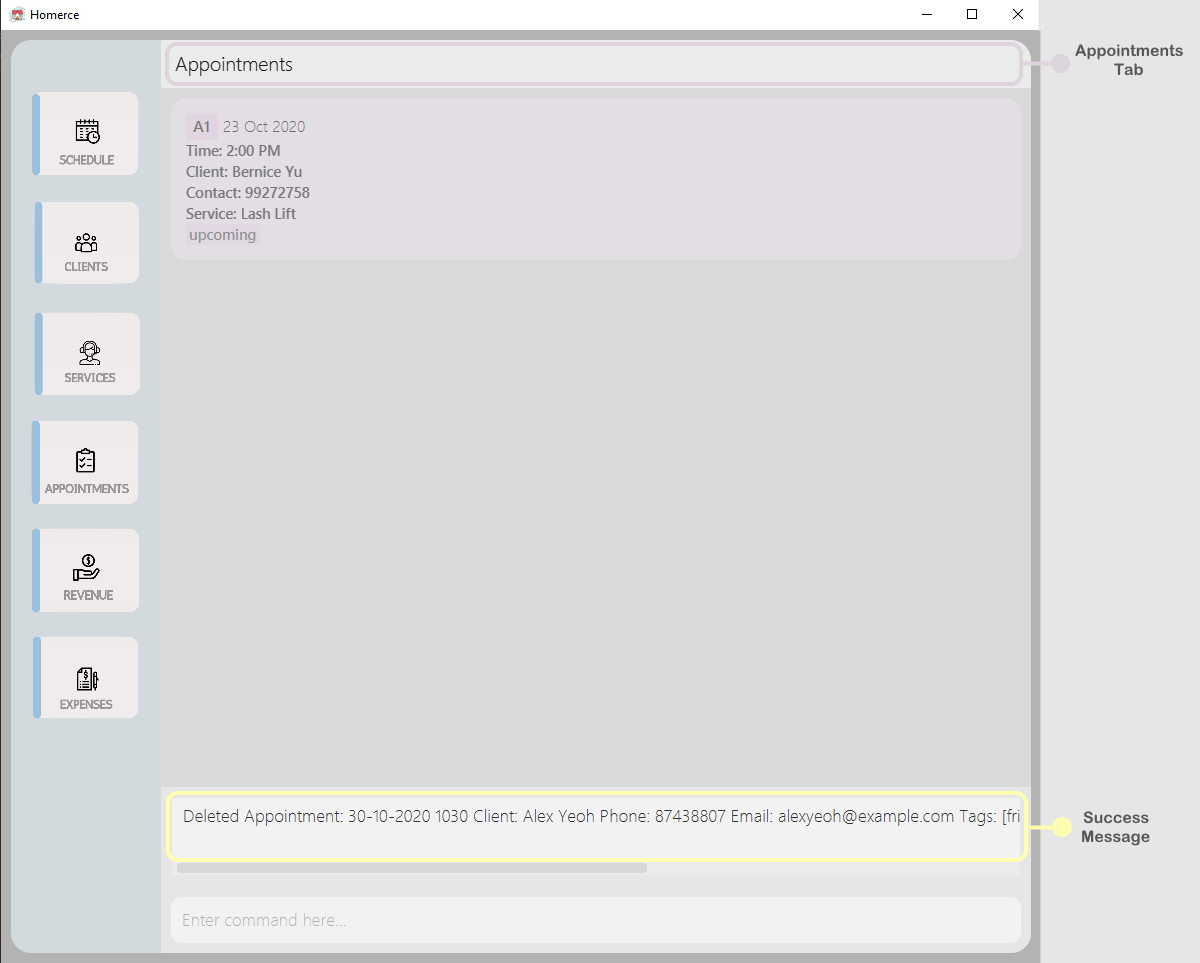 Homerce
Appointments
Appointments
Tab
A1 23 Oct 2020
Time: 2:00 PM
Client: Bernice Yu
Contact: 99272758
Service: Lash Lift
upcoming
SCHEDULE
CLIENTS
SERVICES
APPOINTMENTS
REVENUE
EXPENSES
Deleted Appointment: 30-10-2020 1030 Client: Alex Yeoh Phone: 87438807 Email: alexyeoh@example.com Tags: [fri
Success
Message
Enter command here...